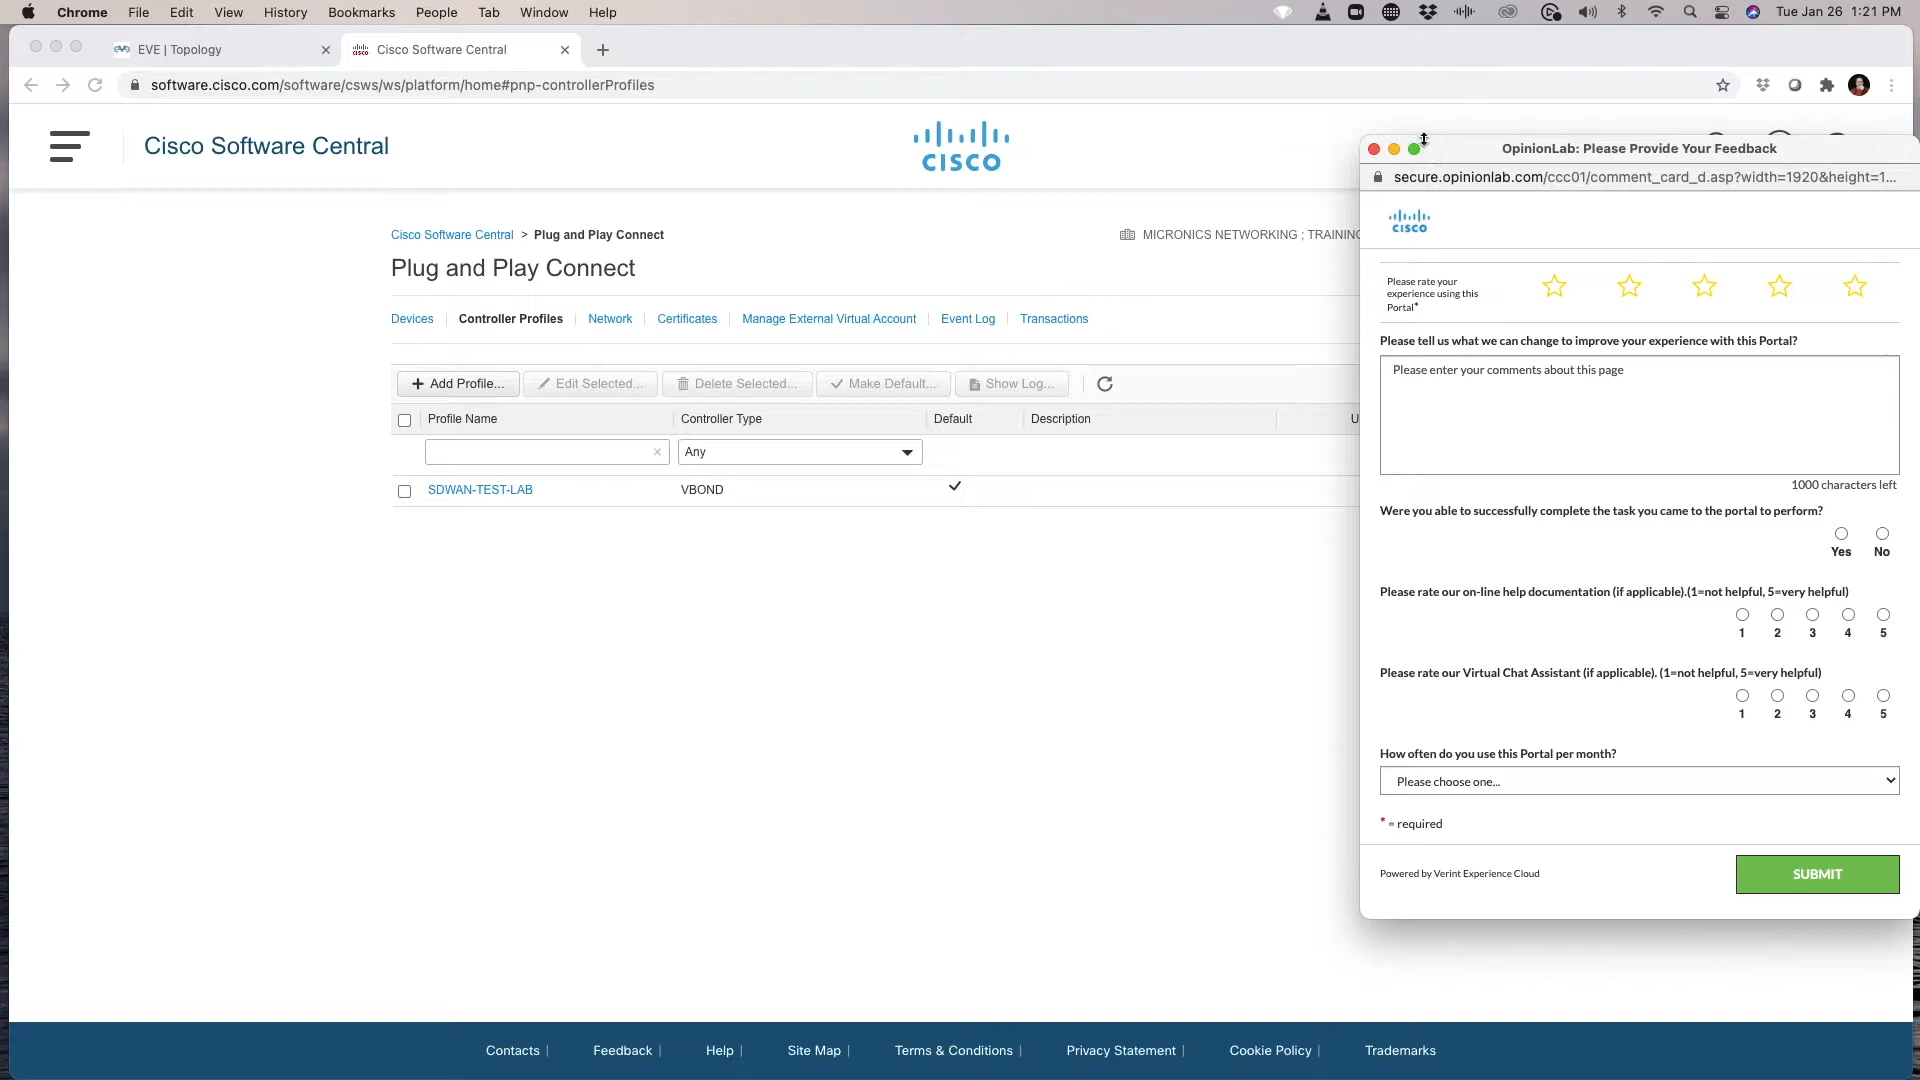 Chrome File Edit View History Bookmarks People Tab Window Help Tue Jan 26 1:21 PM
EVE | Topology
Cisco Software Central
software.cisco.com/software/csws/ws/platform/home#pnp-controllerProfiles
Cisco Software Central
CISCO
Cisco Software Central > Plug and Play Connect
MICRONICS NETWORKING ; TRAINING
Plug and Play Connect
Devices Controller Profiles Network Certificates Manage External Virtual Account Event Log Transactions
Add Profile... Edit Selected... Delete Selected... Make Default... Show Log...
Profile Name Controller Type Default Description U
Any
SDWAN-TEST-LAB VBOND
OpinionLab: Please Provide Your Feedback
secure.opinionlab.com/ccc01/comment_card_d.asp?width=1920&height=1...
CISCO
Please rate your
experience using this
Portal*
Please tell us what we can change to improve your experience with this Portal?
Please enter your comments about this page
1000 characters left
Were you able to successfully complete the task you came to the portal to perform?
Yes No
Please rate our on-line help documentation (if applicable).(1=not helpful, 5=very helpful)
1 2 3 4 5
Please rate our Virtual Chat Assistant (if applicable). (1=not helpful, 5=very helpful)
1 2 3 4 5
How often do you use this Portal per month?
Please choose one...
* = required
Powered by Verint Experience Cloud
SUBMIT
Contacts | Feedback | Help | Site Map | Terms & Conditions | Privacy Statement | Cookie Policy | Trademarks